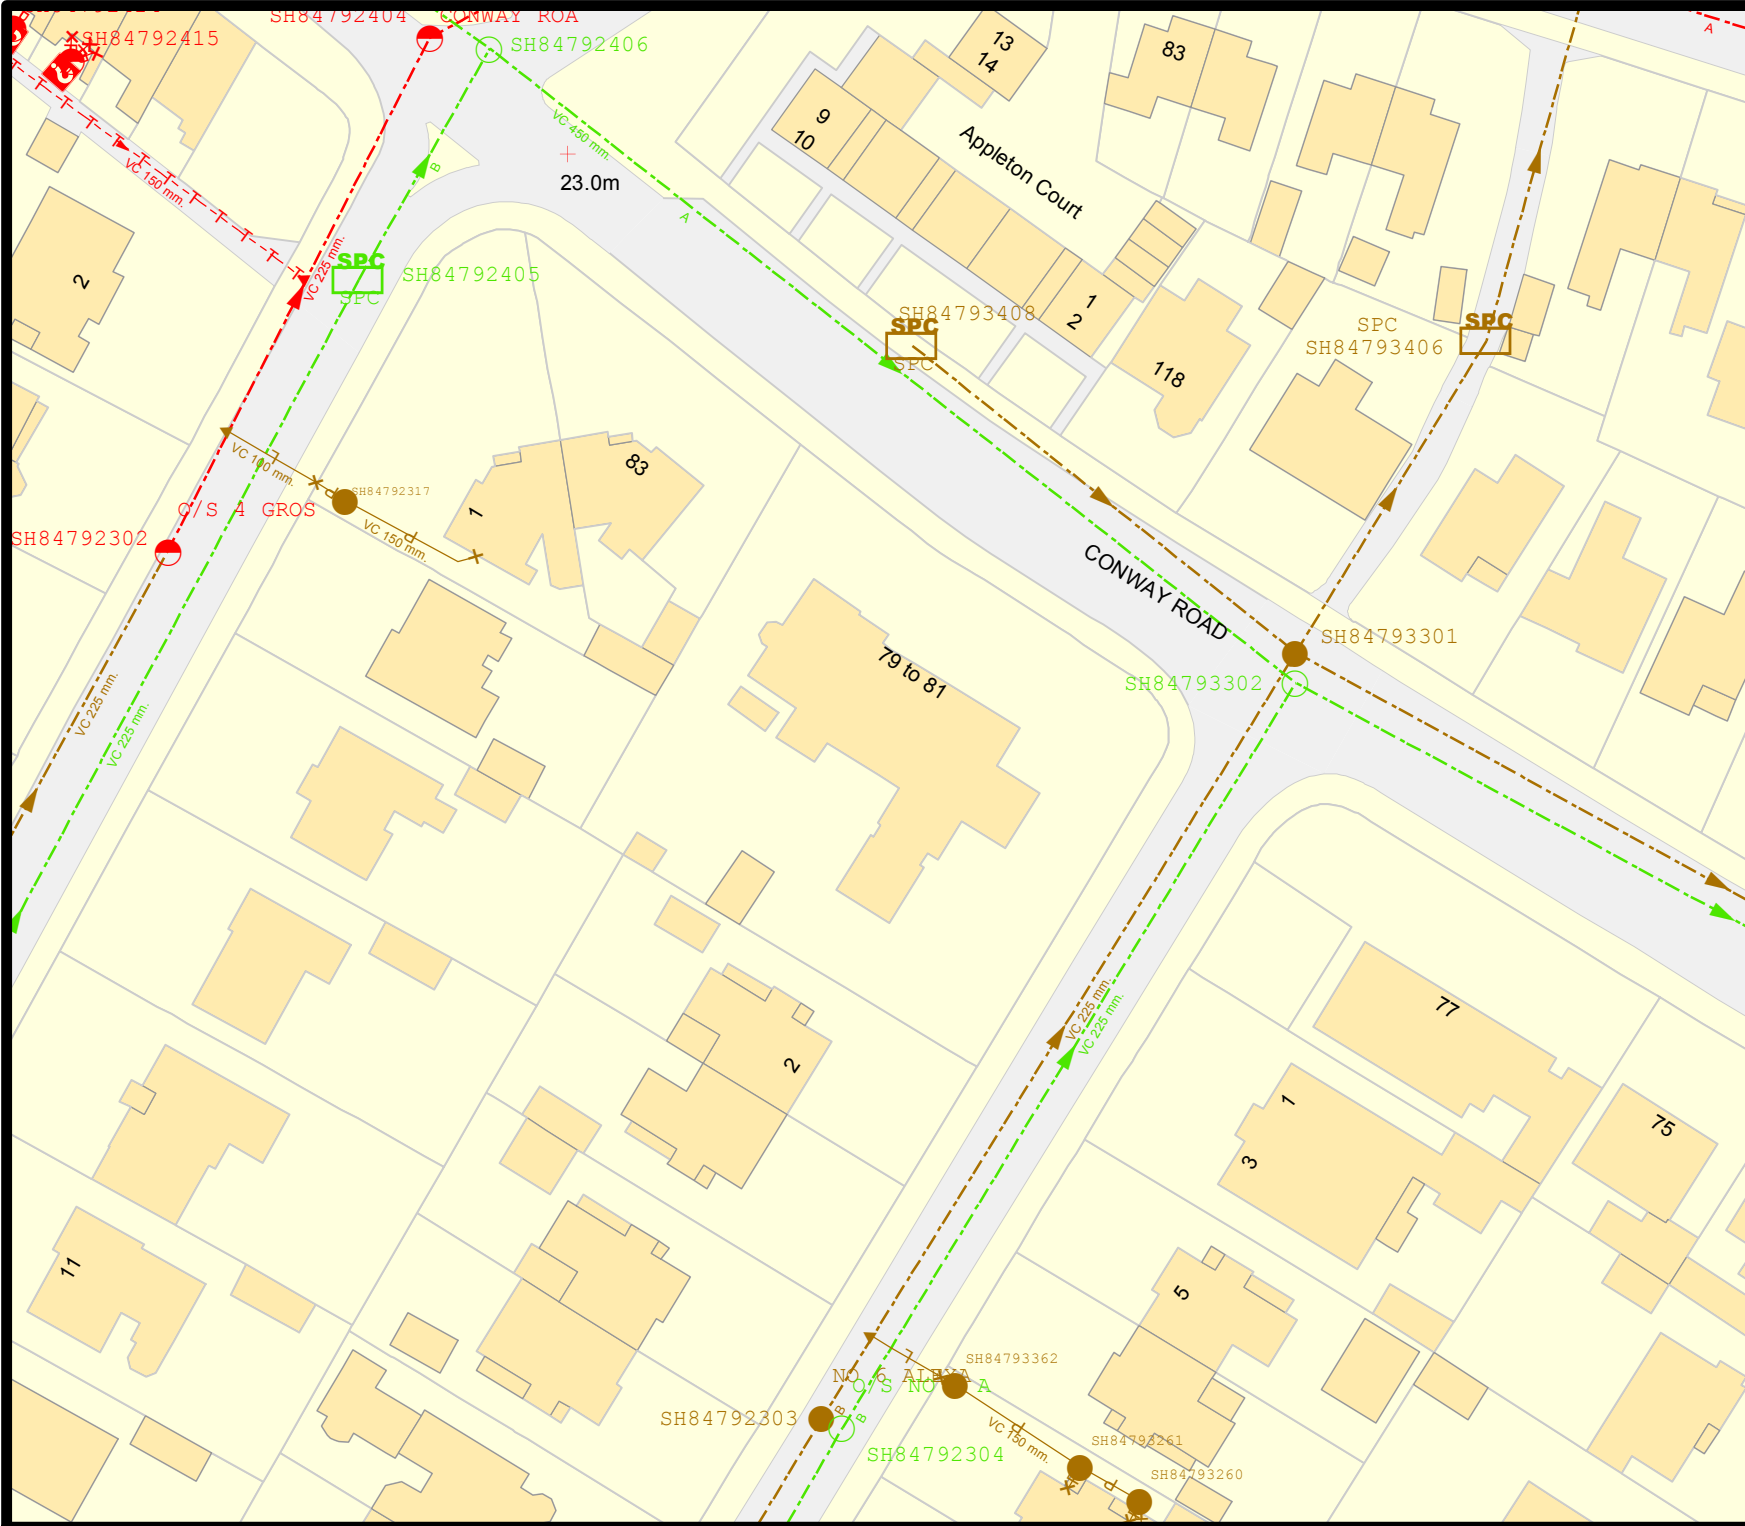 SH84792404
CONWAY ROA
SH84792406
SH84792415
A
13
14
83
9
10
VC 450 mm.
Appleton Court
VC 150 mm.
B
23.0m
A
2
VC 225 mm.
SPC
SH84792405
SPC
1
2
SH84793408
SPC
SPC
SPC
SH84793406
SPC
118
VC 100 mm.
83
SH84792317
1
C/S 4 GROS
SH84792302
VC 150 mm.
CONWAY ROAD
SH84793301
79 to 81
SH84793302
VC 225 mm.
VC 225 mm.
VC 225 mm.
VC 225 mm.
77
2
1
75
3
11
5
SH84793362
NO 6
A
SH84792303
B
B
VC 150 mm.
SH84793261
SH84792304
SH84793260